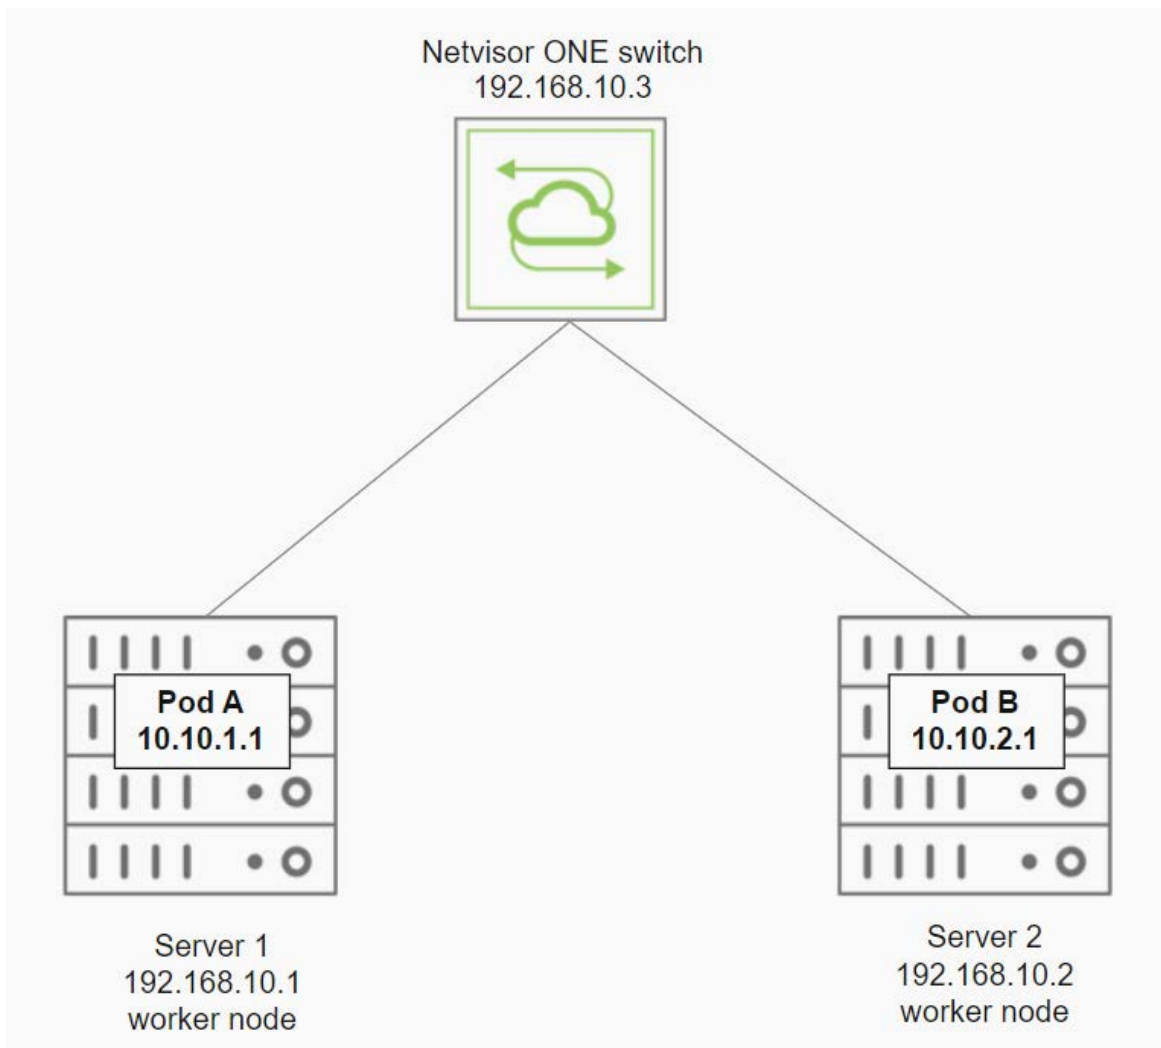 Netvisor ONE switch
192.168.10.3
Pod A
10.10.1.1
Pod B
10.10.2.1
Server 1
192.168.10.1
worker node
Server 2
192.168.10.2
worker node